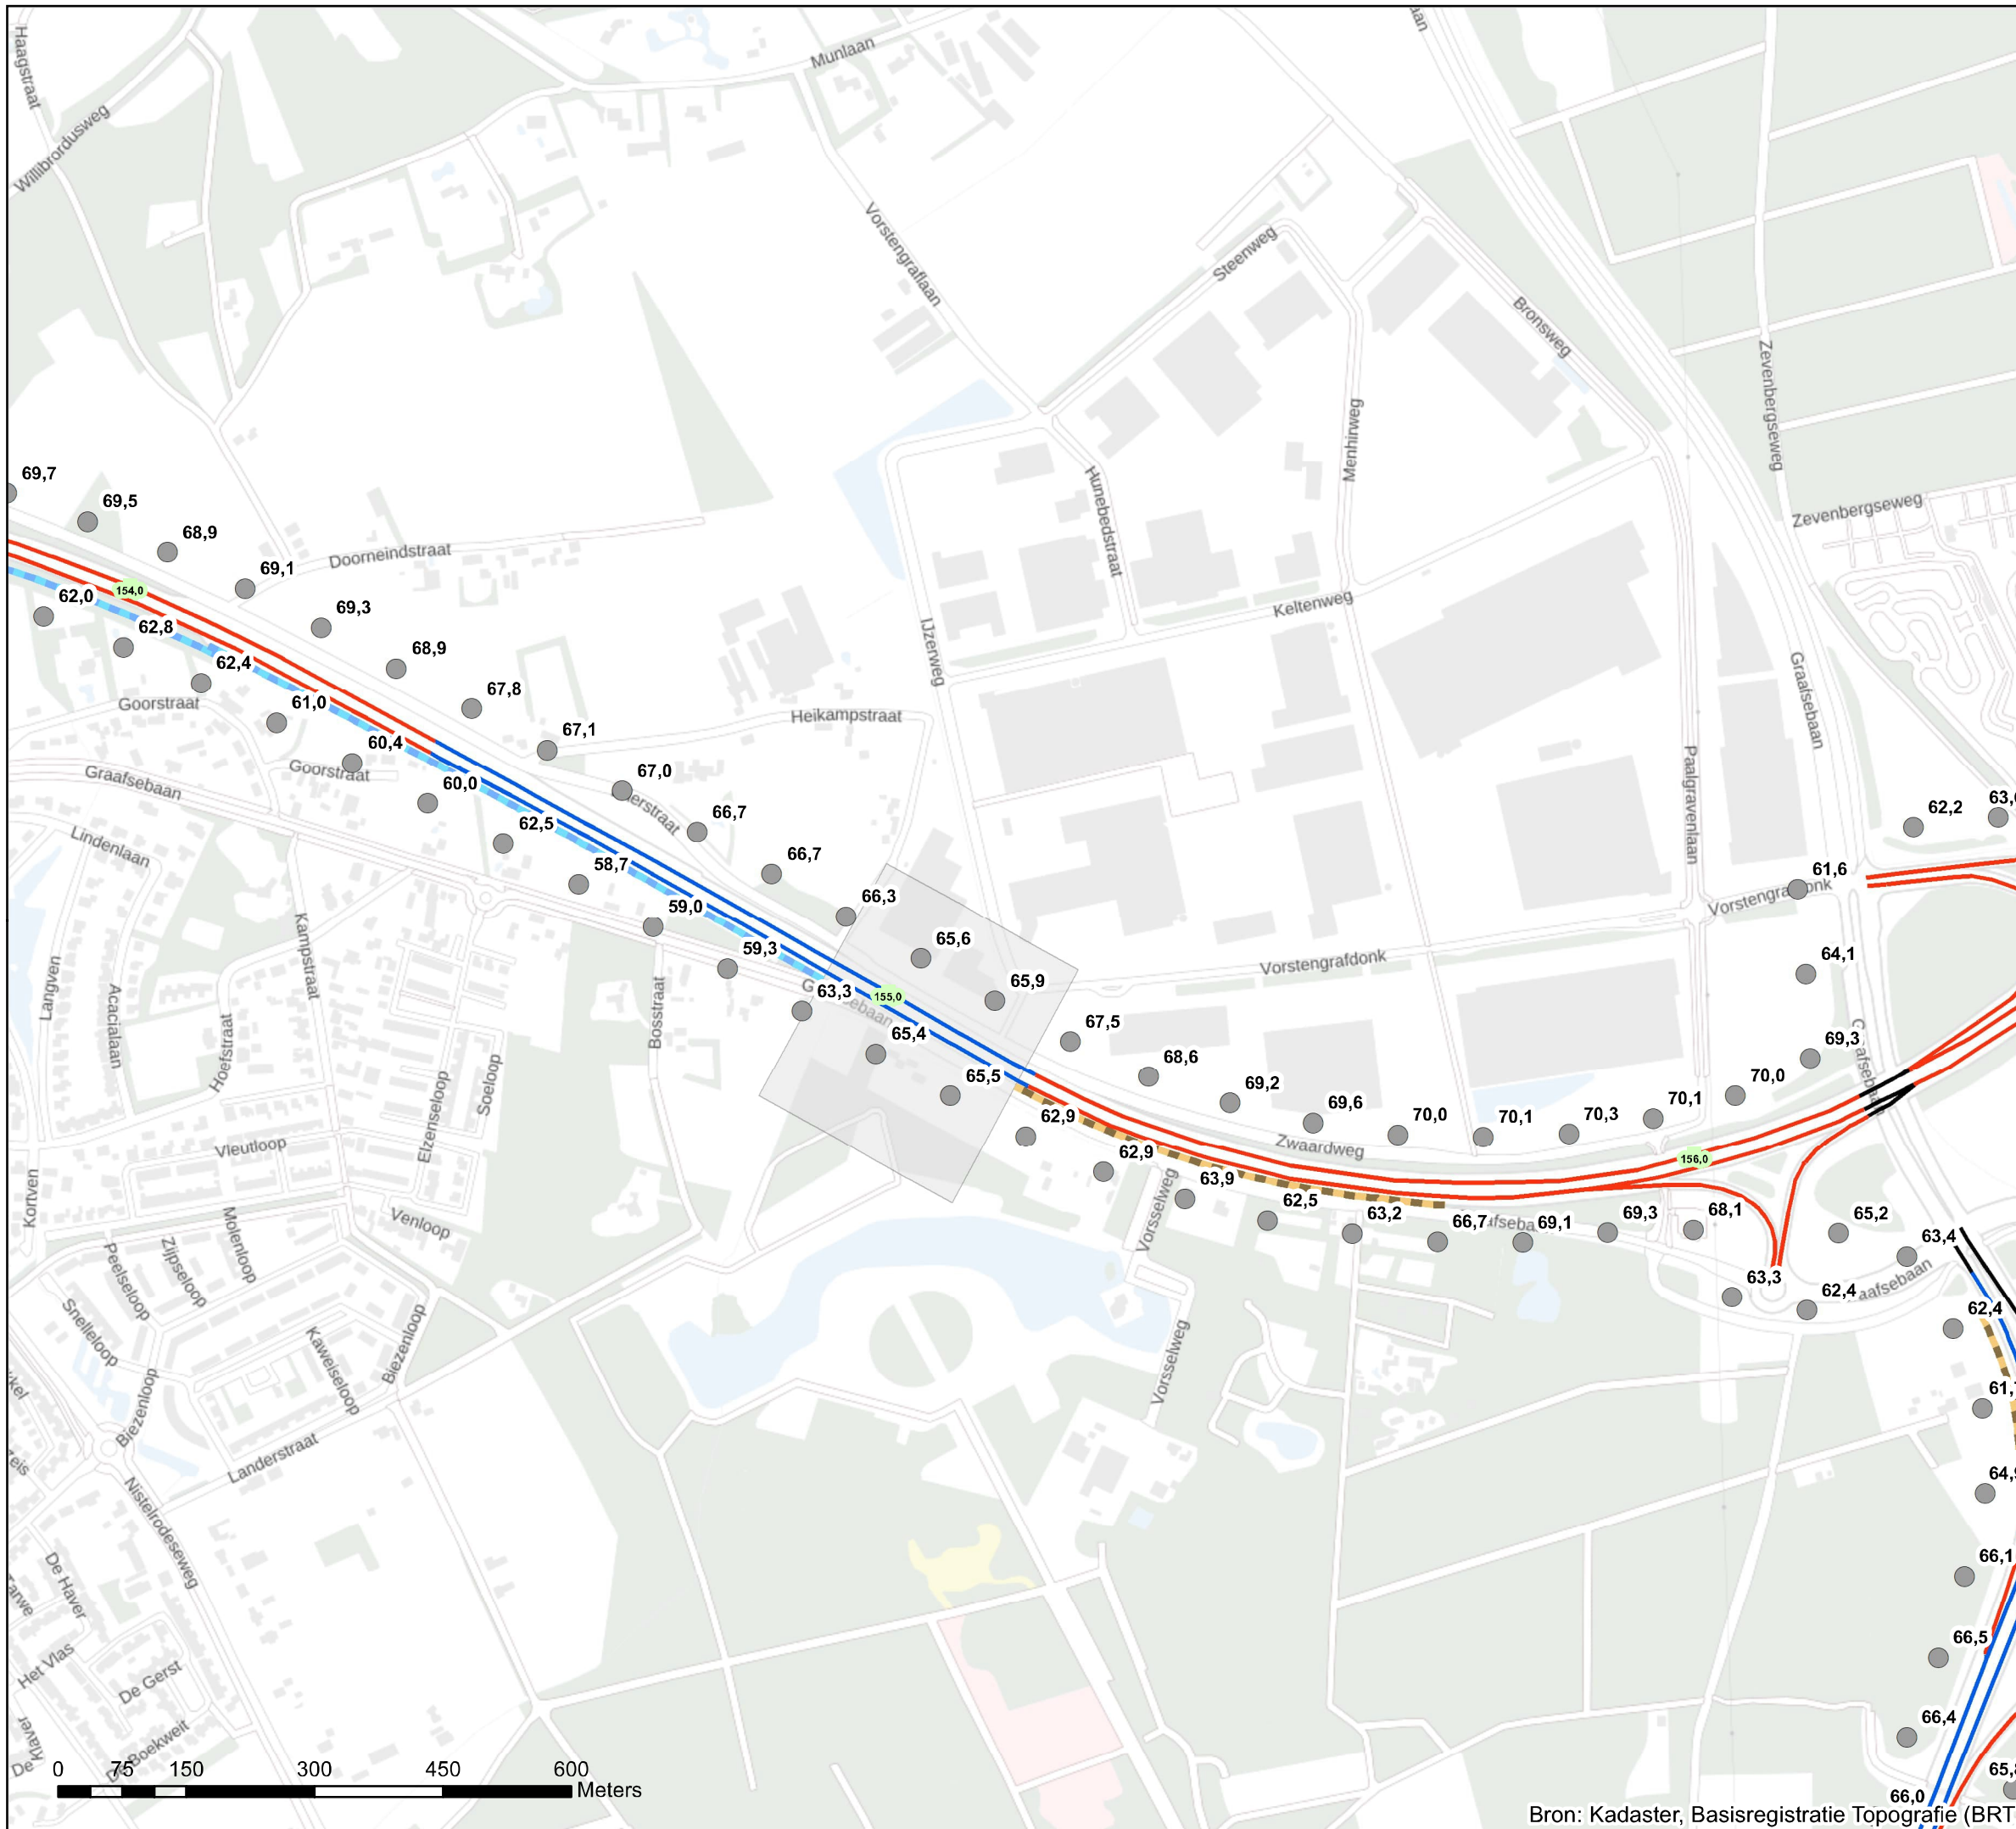 Haagstraat
Willibrordusweg
Munlaan
Vorstengraflaan
Steenweg
Bronsweg
Zevenbergseweg
Menhirweg
Hunebedstraat
Zevenbergseweg
69,7
69,5
68,9
69,1
69,3
68,9
67,8
67,1
67,0
66,7
66,7
66,3
65,6
65,9
67,5
68,6
69,2
69,6
70,0
70,1
70,3
70,1
70,0
69,3
64,1
61,6
62,2
Doorneindstraat
Keltenweg
IJzerweg
Heikampstraat
Graafsebaan
Paalgravenlaan
Vorstengrafdonk
154,0
62,0
62,8
62,4
61,0
60,4
60,0
62,5
58,7
59,0
59,3
63,3
155,0
65,4
65,5
62,9
62,9
63,9
62,5
63,2
66,7
69,1
69,3
68,1
156,0
63,3
62,4
65,2
63,4
62,4
Goorstraat
Goorstraat
Graafsebaan
Lindenlaan
Kampstraat
Langven
Acacialaan
Hoefstraat
Bosstraat
Soeloop
Elzenseloop
Vleutloop
Kortven
Venloop
Molenloop
Zijpseloop
Peelseloop
Snelleloop
Kaweiseloop
Biezenloop
Biezenloop
Landerstraat
Nistelrodeseweg
Zwaardweg
Vorsselweg
Vorsselweg
De Haver
Het Vlas
De Gerst
Boekweit
Klaver
66,1
66,5
66,4
66,0
0 75 150 300 450 600
Meters
Bron: Kadaster, Basisregistratie Topografie (BRT